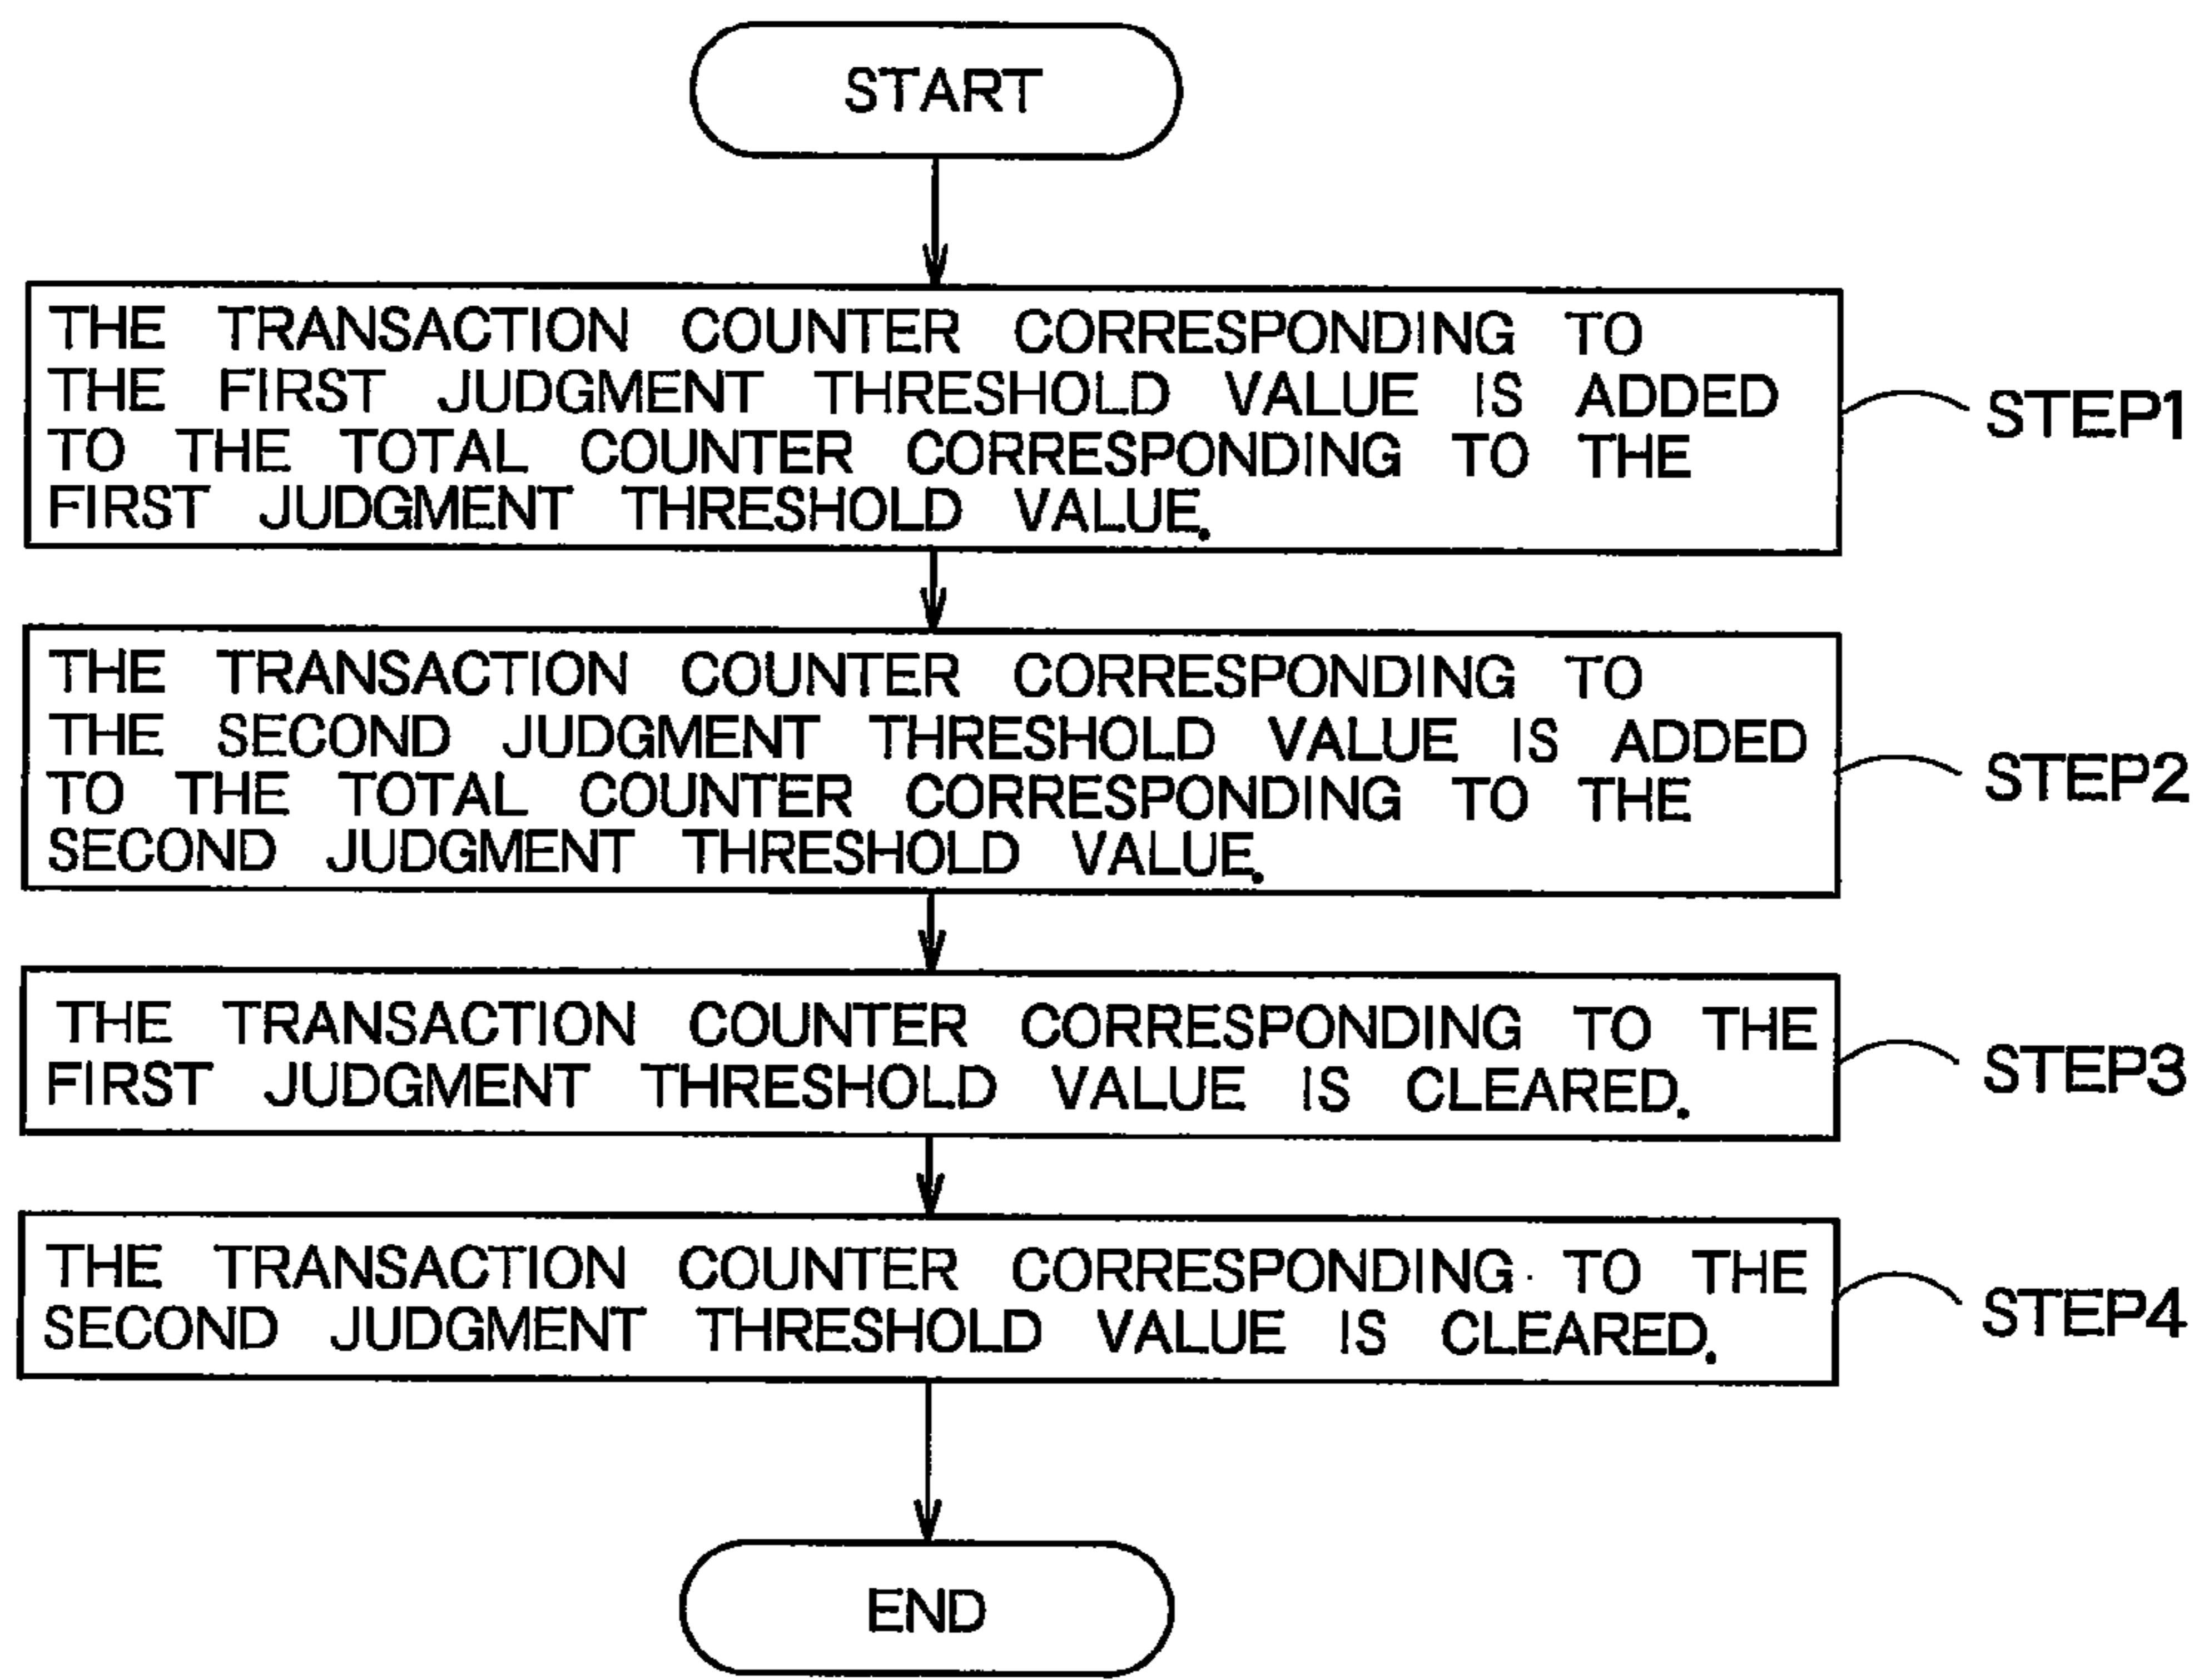 START
THE TRANSACTION COUNTER CORRESPONDING TO
THE FIRST JUDGMENT THRESHOLD VALUE IS ADDED
TO THE TOTAL COUNTER CORRESPONDING TO THE
FIRST JUDGMENT THRESHOLD VALUE.
STEP1
THE TRANSACTION COUNTER CORRESPONDING TO
THE SECOND JUDGMENT THRESHOLD VALUE IS ADDED
TO THE TOTAL COUNTER CORRESPONDING TO THE
SECOND JUDGMENT THRESHOLD VALUE.
STEP2
THE TRANSACTION COUNTER CORRESPONDING TO THE
FIRST JUDGMENT THRESHOLD VALUE IS CLEARED.
STEP3
THE TRANSACTION COUNTER CORRESPONDING TO THE
SECOND JUDGMENT THRESHOLD VALUE IS CLEARED.
STEP4
END